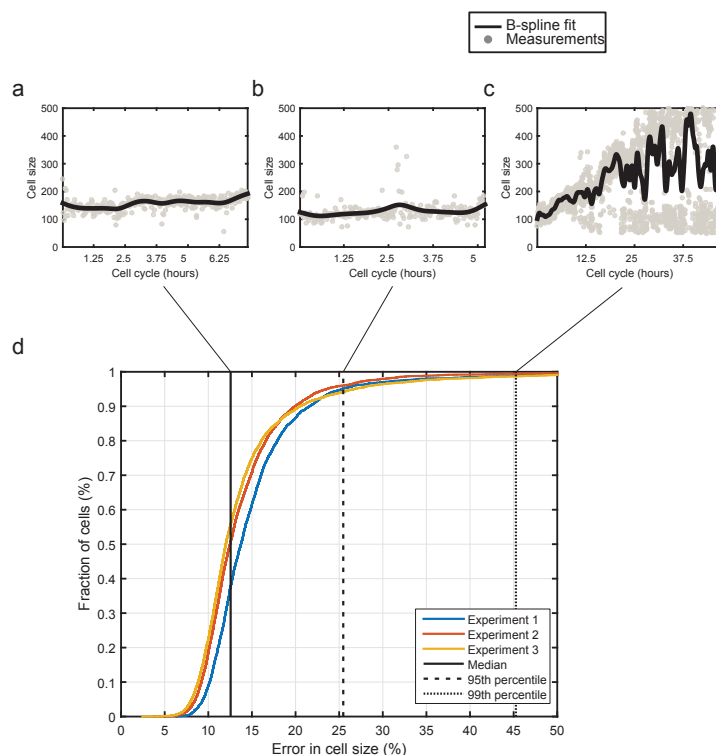 B-spline fit
Measurements
a
b
c
500
400
300
200
100
0
Cell size
1.25 2.5 3.75 5 6.25
Cell cycle (hours)
500
400
300
200
100
0
Cell size
1.25 2.5 3.75 5
Cell cycle (hours)
500
400
300
200
100
0
Cell size
12.5 25 37.5
Cell cycle (hours)
d
1
0.9
0.8
0.7
0.6
0.5
0.4
0.3
0.2
0.1
0
Fraction of cells (%)
0 5 10 15 20 25 30 35 40 45 50
Error in cell size (%)
Experiment 1
Experiment 2
Experiment 3
Median
95th percentile
99th percentile